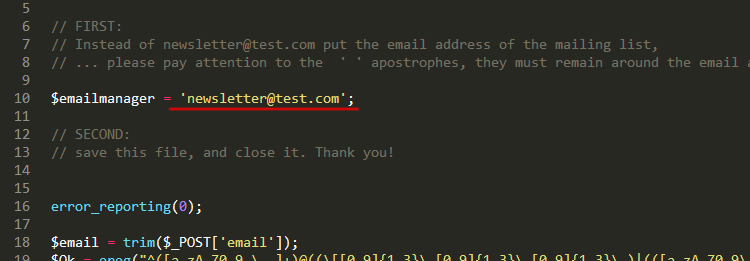 5
6 // FIRST:
7 // Instead of newsletter@test.com put the email address of the mailing list,
8 // ... please pay attention to the ' ' apostrophes, they must remain around the email a
9
10 $emailmanager = 'newsletter@test.com';
11
12 // SECOND:
13 // save this file, and close it. Thank you!
14
15
16 error_reporting(0);
17
18 $email = trim($_POST['email']);
19